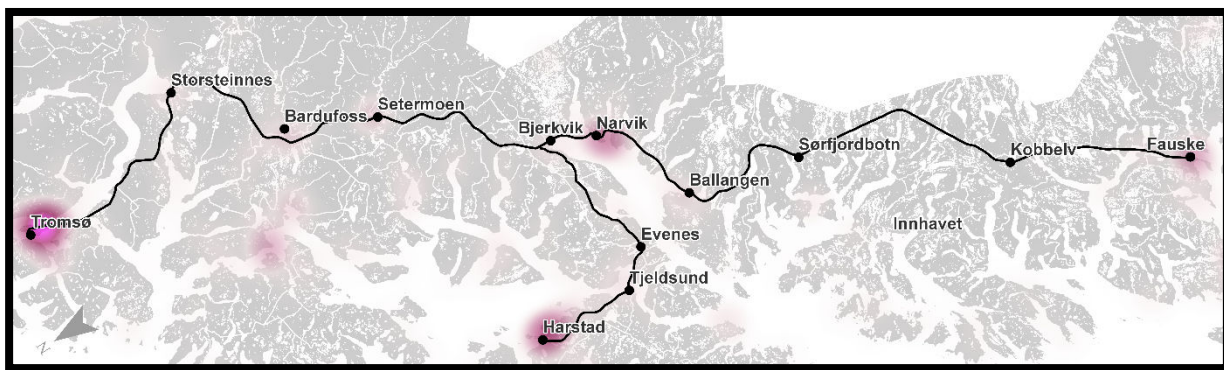 Storsteinnes
Bardufoss
Setermoen
Bjerkvik
Narvik
Sørfjordbotn
Kobbelv
Fauske
Ballangen
Tromsø
Innhavet
Evenes
Tjeldsund
Harstad
N